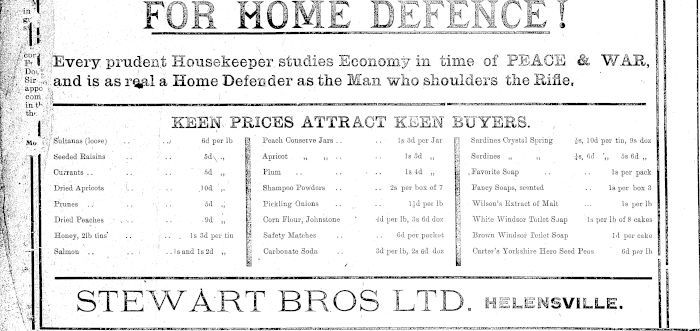 FOR HOME DEFENCE!
Every prudent Housekeeper studies Economy in time of PEACE & WAR,
and is as real a Home Defender as the Man who shoulders the Rifle.
KEEN PRICES ATTRACT KEEN BUYERS.
Sultanas (loose) .. .. 6d per lb
Seeded Raisins .. .. 5d „
Currants .. .. .. 5d „
Dried Apricots .. 10d „
Prunes .. .. 5d „
Dried Peaches .. .. 9d „
Honey, 2lb tins .. 1s 3d per tin
Salmon .. .. 1s and 1s 2d „
Peach Conserve Jars .. .. 1s 3d per Jar
Apricot „ „ .. 1s 3d „
Plum .. .. .. 1s 4d „
Shampoo Powders .. 2s per box of 7
Pickling Onions .. per lb
Corn Flour, Johnstone 4d per lb, 3s 6d doz
Safety Matches .. 6d per packet
Carbonate Soda 3d per lb, 2s 6d doz
Sardines Crystal Spring ¼s, 10d per tin, 9s doz
Sardines „ „ ¼s, 6d „ 5s 6d „
Favorite Soap .. .. 1s per pack
Fancy Soaps, scented .. 1s per box 3
Wilson's Extract of Malt .. 1s per lb
White Windsor Toilet Soap 1s per lb of 8 cakes
Brown Windsor Toilet Soap 1d per cake
Carter's Yorkshire Hero Seed Peas 6d per lb
STEWART BROS LTD. HELENSVILLE.